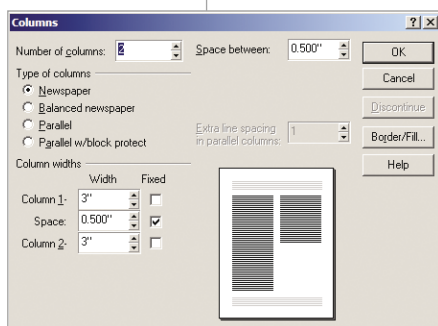 Columns
Number of columns: 2
Space between: 0.500"
OK
Cancel
Discontinue
Border/Fill...
Help
Type of columns
Newspaper
Balanced newspaper
Parallel
Parallel w/block protect
Extra line spacing
in parallel columns: 1
Column widths
Width Fixed
Column 1- 3"
Space: 0.500"
Column 2- 3"